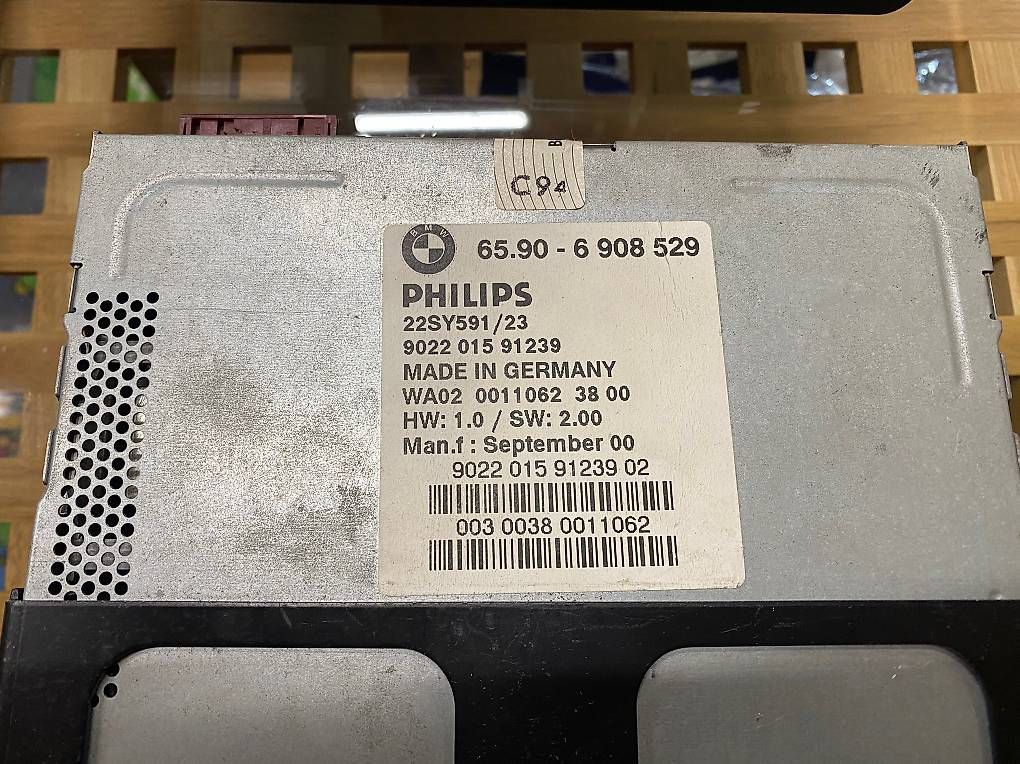 B
C94
BMW
65.90 - 6 908 529
PHILIPS
22SY591/23
9022 015 91239
MADE IN GERMANY
WA02 0011062 38 00
HW: 1.0 / SW: 2.00
Man.f : September 00
9022 015 91239 02
003 0038 0011062